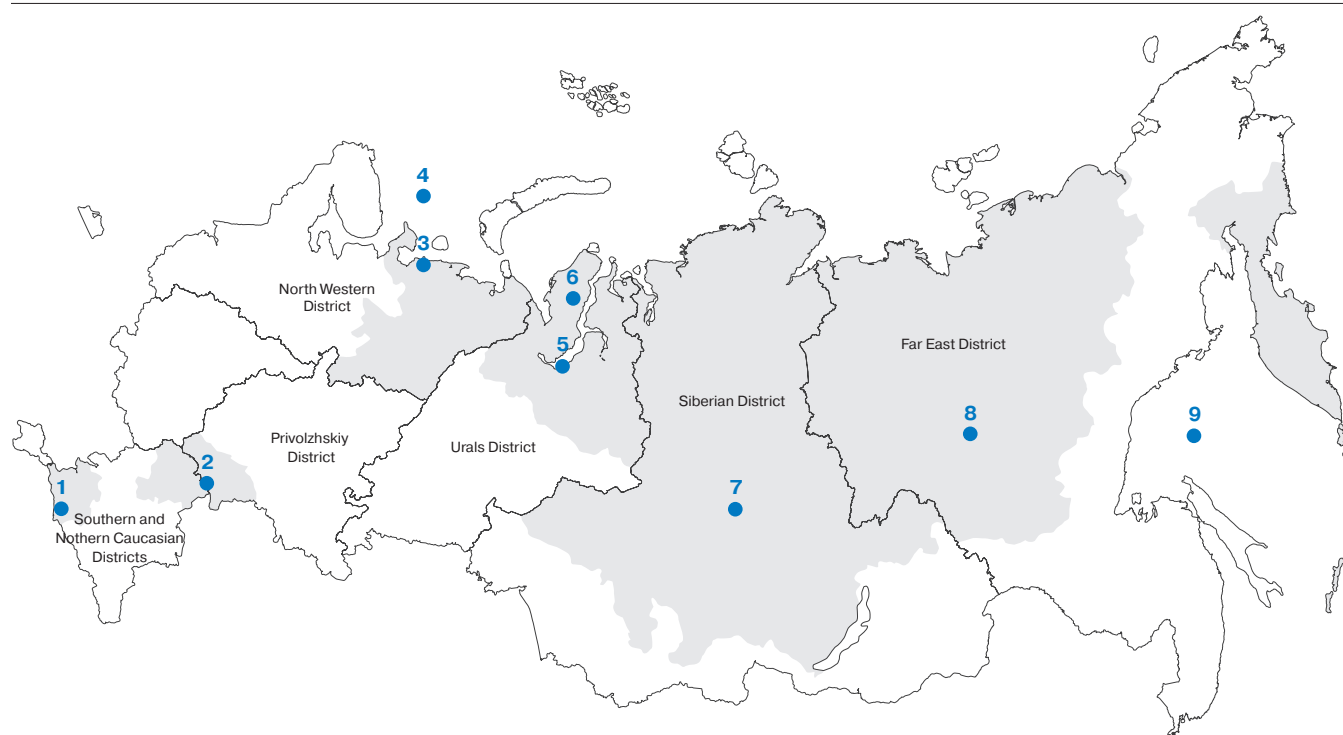 4
3
6
North Western
District
5
Far East District
Siberian District
8
9
Privolzhskiy
District
Urals District
2
1
7
Southern and
Nothern Caucasian
Districts